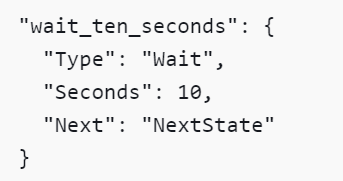 "wait_ten_seconds": {
  "Type": "Wait",
  "Seconds": 10,
  "Next": "NextState"
}